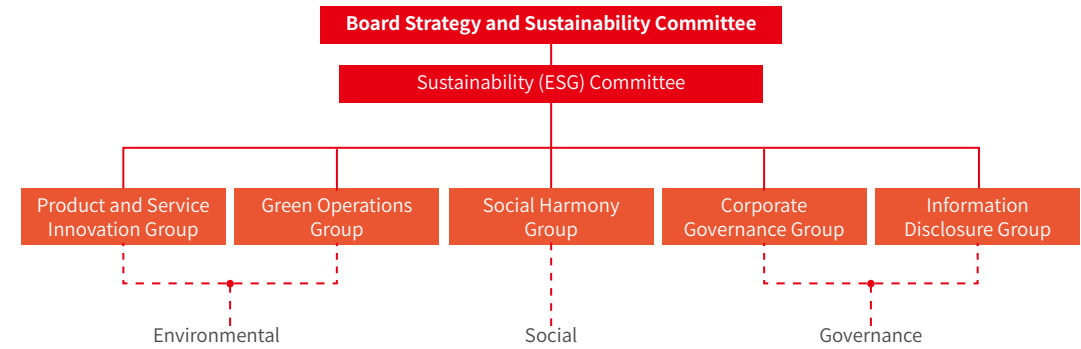 Board Strategy and Sustainability Committee
Sustainability (ESG) Committee
Product and Service
Innovation Group
Green Operations
Group
Social Harmony
Group
Corporate
Governance Group
Information
Disclosure Group
Environmental
Social
Governance